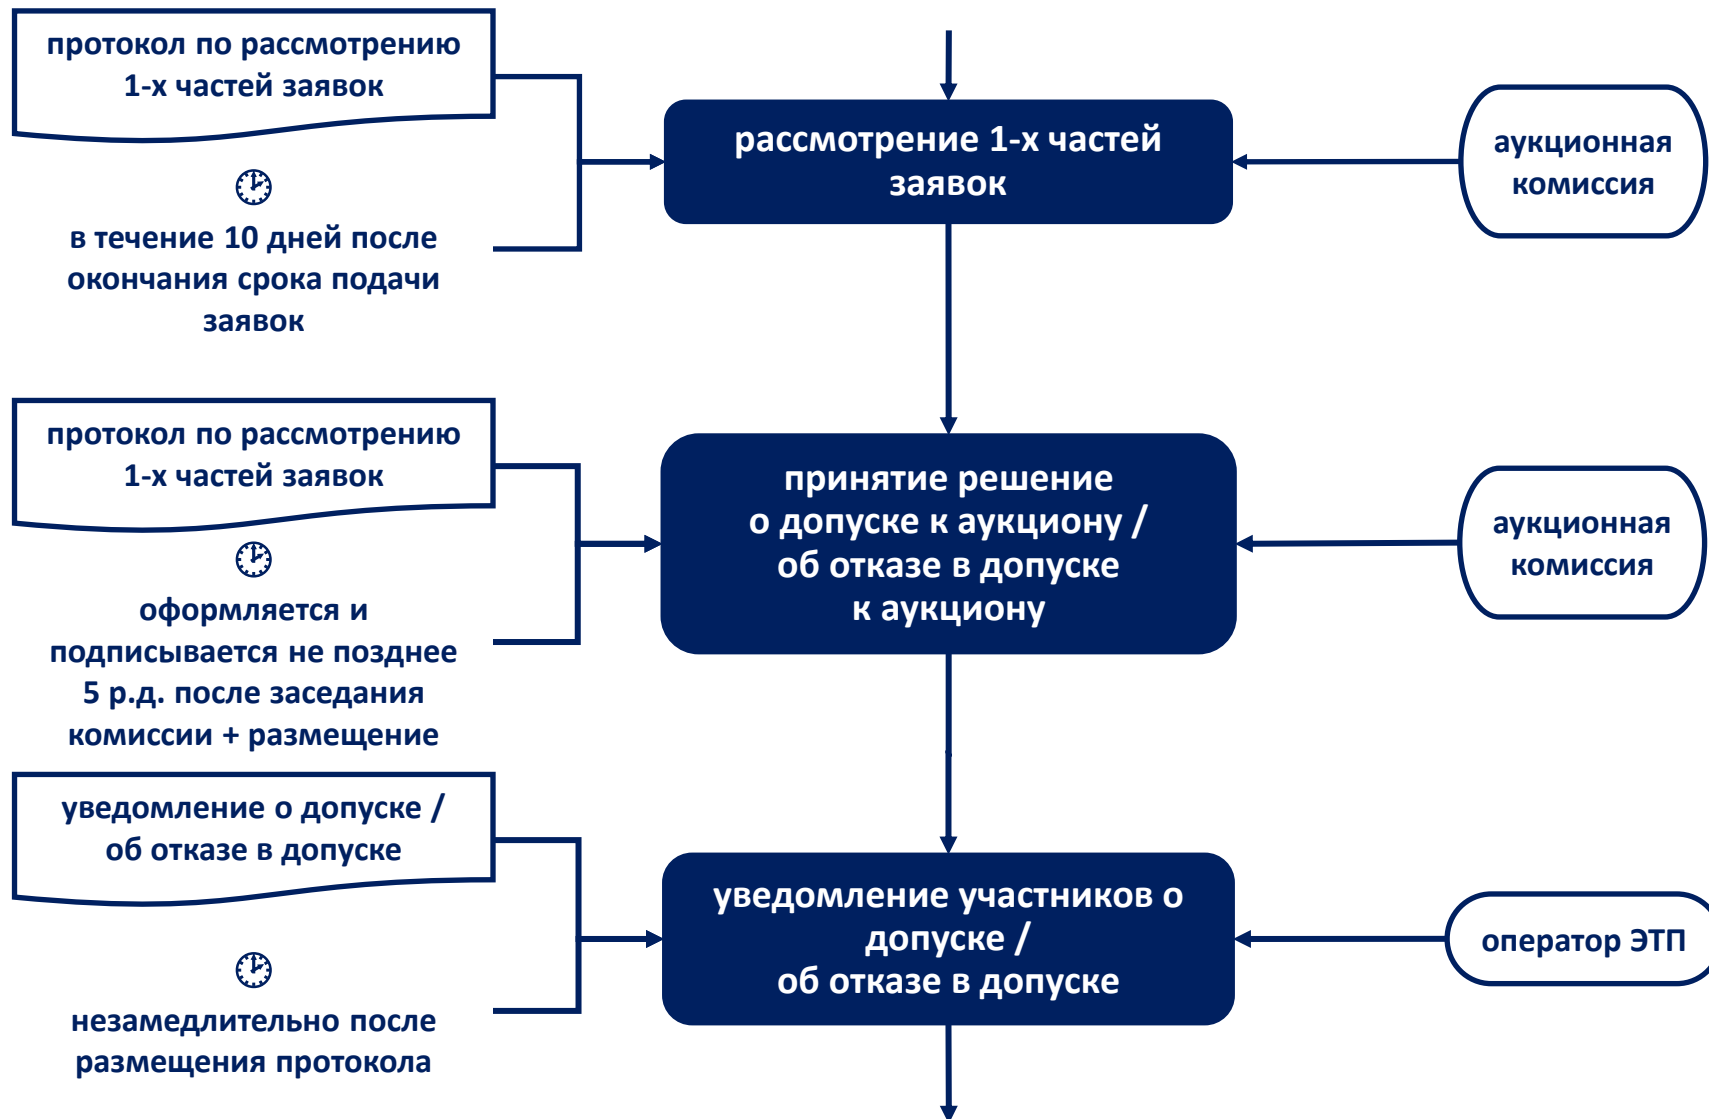 протокол по рассмотрению
1-х частей заявок
в течение 10 дней после
окончания срока подачи
заявок
рассмотрение 1-х частей
заявок
аукционная
комиссия
протокол по рассмотрению
1-х частей заявок
оформляется и
подписывается не позднее
5 р.д. после заседания
комиссии + размещение
принятие решение
о допуске к аукциону /
об отказе в допуске
к аукциону
аукционная
комиссия
уведомление о допуске /
об отказе в допуске
незамедлительно после
размещения протокола
уведомление участников о
допуске /
об отказе в допуске
оператор ЭТП